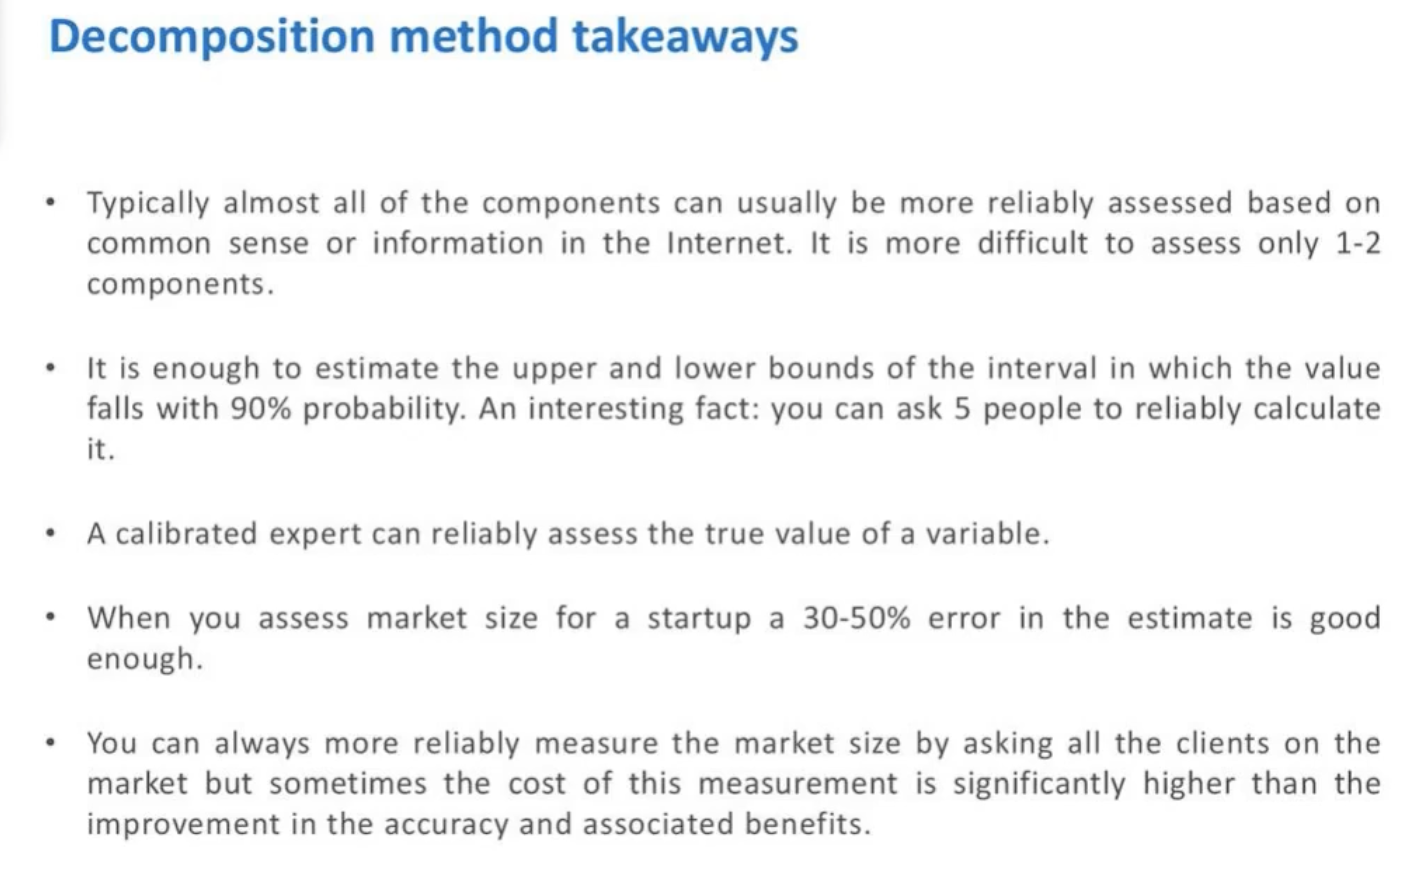 Decomposition method takeaways
• Typically almost all of the components can usually be more reliably assessed based on
common sense or information in the Internet. It is more difficult to assess only 1-2
components.
• It is enough to estimate the upper and lower bounds of the interval in which the value
falls with 90% probability. An interesting fact: you can ask 5 people to reliably calculate
it.
• A calibrated expert can reliably assess the true value of a variable.
• When you assess market size for a startup a 30-50% error in the estimate is good
enough.
• You can always more reliably measure the market size by asking all the clients on the
market but sometimes the cost of this measurement is significantly higher than the
improvement in the accuracy and associated benefits.